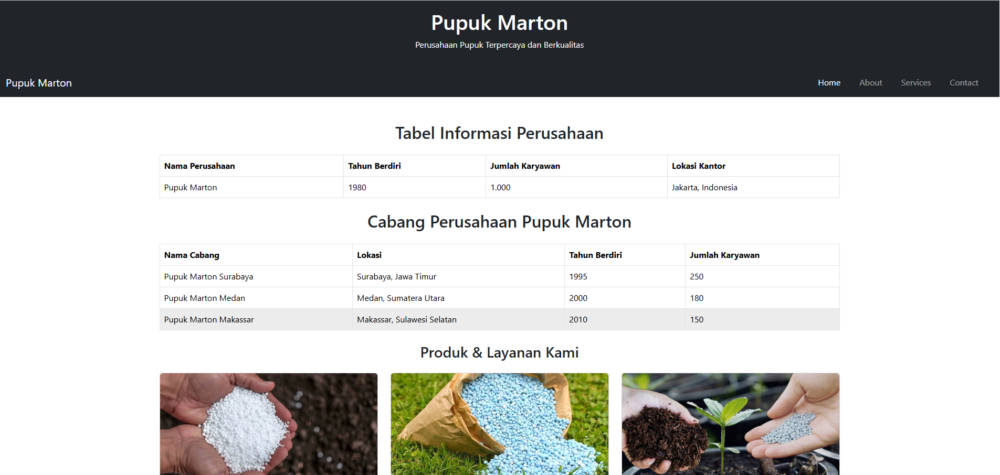 Pupuk Marton
Perusahaan Pupuk Terpercaya dan Berkualitas
Pupuk Marton Home About Services Contact
Tabel Informasi Perusahaan
Nama Perusahaan Tahun Berdiri Jumlah Karyawan Lokasi Kantor
Pupuk Marton 1980 1.000 Jakarta, Indonesia
Cabang Perusahaan Pupuk Marton
Nama Cabang Lokasi Tahun Berdiri Jumlah Karyawan
Pupuk Marton Surabaya Surabaya, Jawa Timur 1995 250
Pupuk Marton Medan Medan, Sumatera Utara 2000 180
Pupuk Marton Makassar Makassar, Sulawesi Selatan 2010 150
Produk & Layanan Kami